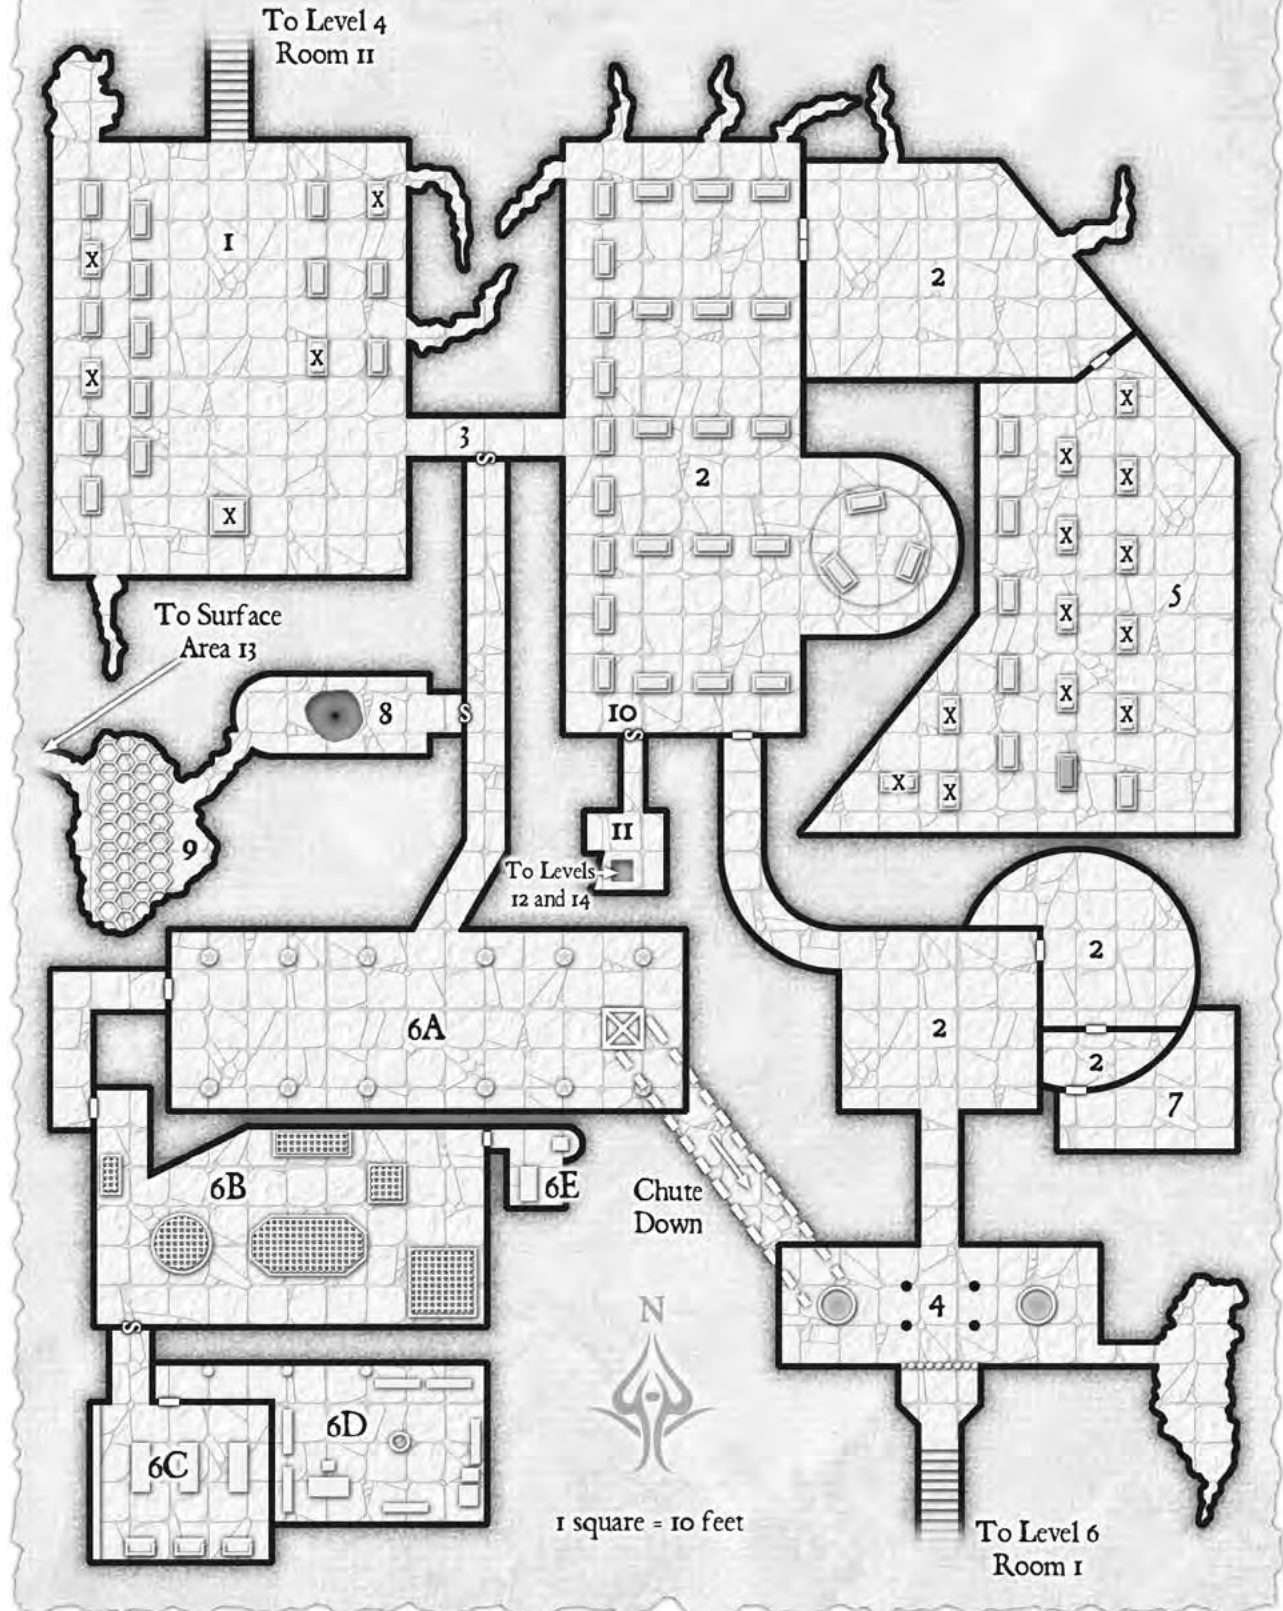 To Level 4
Room 11
X
1
X
2
X
X
X
3
X
X
2
X
X
X
X
X
5
To Surface
Area 13
X
X
X
X
8
S
10
S
X
X
X
X
11
9
To Levels
12 and 14
2
6A
2
2
7
6B
6E
Chute
Down
N
4
S
6D
6C
1 square = 10 feet
To Level 6
Room 1